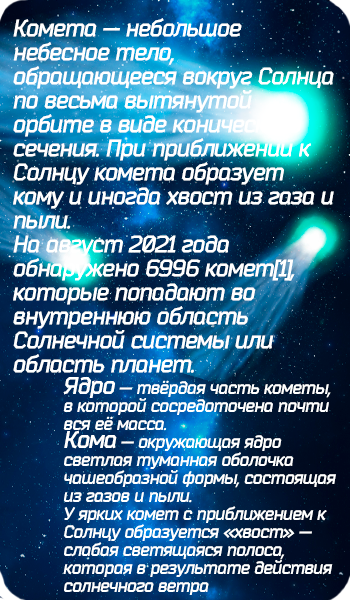 Комета — небольшое
небесное тело,
обращающееся вокруг Солнца
по весьма вытянутой
орбите в виде коничес
сечения. При приближении к
Солнцу комета образует
кому и иногда хвост из газа и
пыли.
На август 2021 года
обнаружено 6996 комет[1],
которые попадают во
внутреннюю область
Солнечной системы или
область планет.
Ядро — твёрдая часть кометы,
в которой сосредоточена почти
вся её масса.
Кома — окружающая ядро
светлая туманная оболочка
чашеобразной формы, состоящая
из газов и пыли.
У ярких комет с приближением к
Солнцу образуется «хвост» —
слабая светящаяся полоса,
которая в результате действия
солнечного ветра